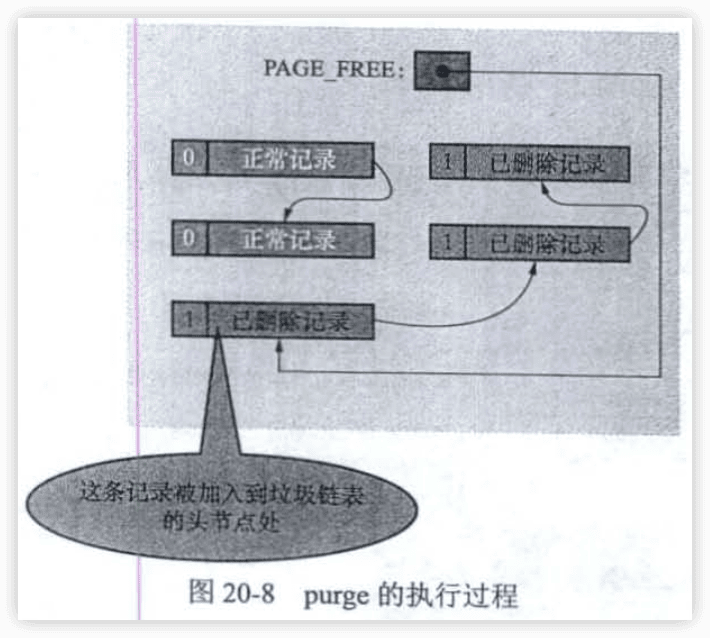 PAGE_FREE:
0 正常记录
1 已删除记录
0 正常记录
1 已删除记录
1 已删除记录
这条记录被加入到垃圾链表
的头节点处
图 20-8 purge 的执行过程